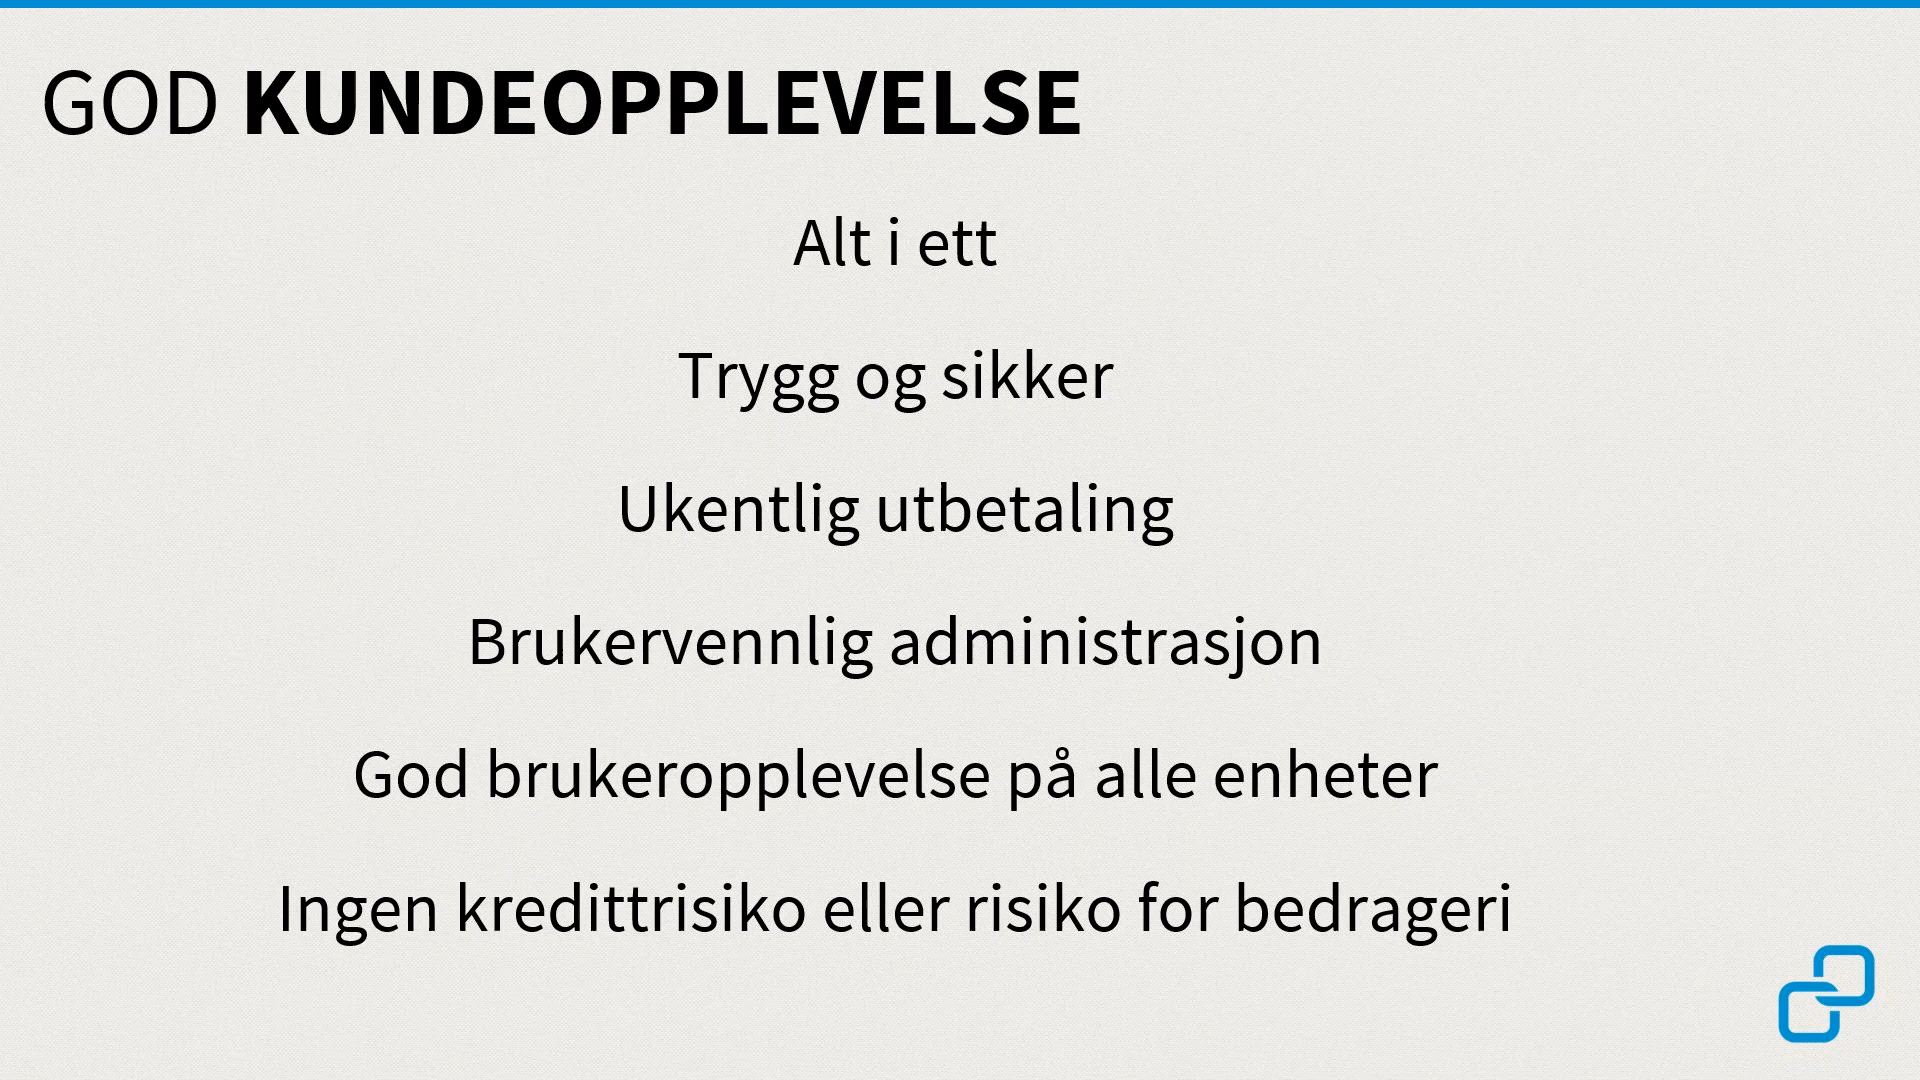 GOD KUNDEOPPLEVELSE
Alt i ett
Trygg og sikker
Ukentlig utbetaling
Brukervennlig administrasjon
God brukeropplevelse på alle enheter
Ingen kredittrisiko eller risiko for bedrageri